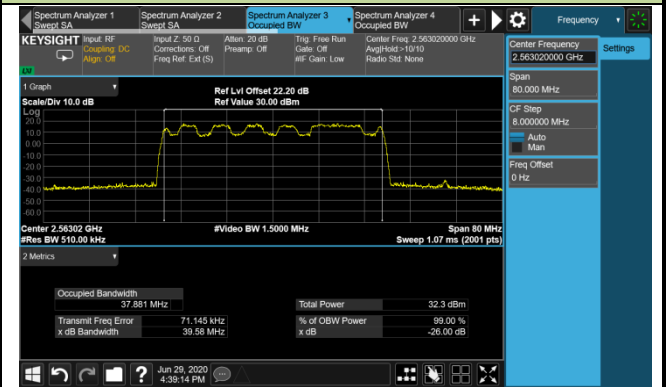 Spectrum Analyzer 1 Spectrum Analyzer 2 Spectrum Analyzer 3 Spectrum Analyzer 4
Swept SA Swept SA Occupied BW Occupied BW
Frequency
KEYSIGHT Input: RF Input Z: 50 Ω Atten: 20 dB Trig: Free Run Center Freq: 2.563020000 GHz
Coupling: DC Corrections: Off Preamp: Off Gate: Off Avg|Hold:>10/10
Align: Off Freq Ref: Ext (S) #IF Gain: Low Radio Std: None
LV
1 Graph
Ref Lvl Offset 22.20 dB
Scale/Div 10.0 dB Ref Value 30.00 dBm
Log
20.0
10.0
0.00
-10.0
-20.0
-30.0
-40.0
-50.0
-60.0
Center 2.56302 GHz #Video BW 1.5000 MHz Span 80 MHz
#Res BW 510.00 kHz Sweep 1.07 ms (2001 pts)
2 Metrics
Occupied Bandwidth
37.881 MHz Total Power 32.3 dBm
Transmit Freq Error 71.145 kHz % of OBW Power 99.00 %
x dB Bandwidth 39.58 MHz x dB -26.00 dB
Center Frequency
2.563020000 GHz
Settings
Span
80.000 MHz
CF Step
8.000000 MHz
Auto
Man
Freq Offset
0 Hz
? Jun 29, 2020
4:39:14 PM